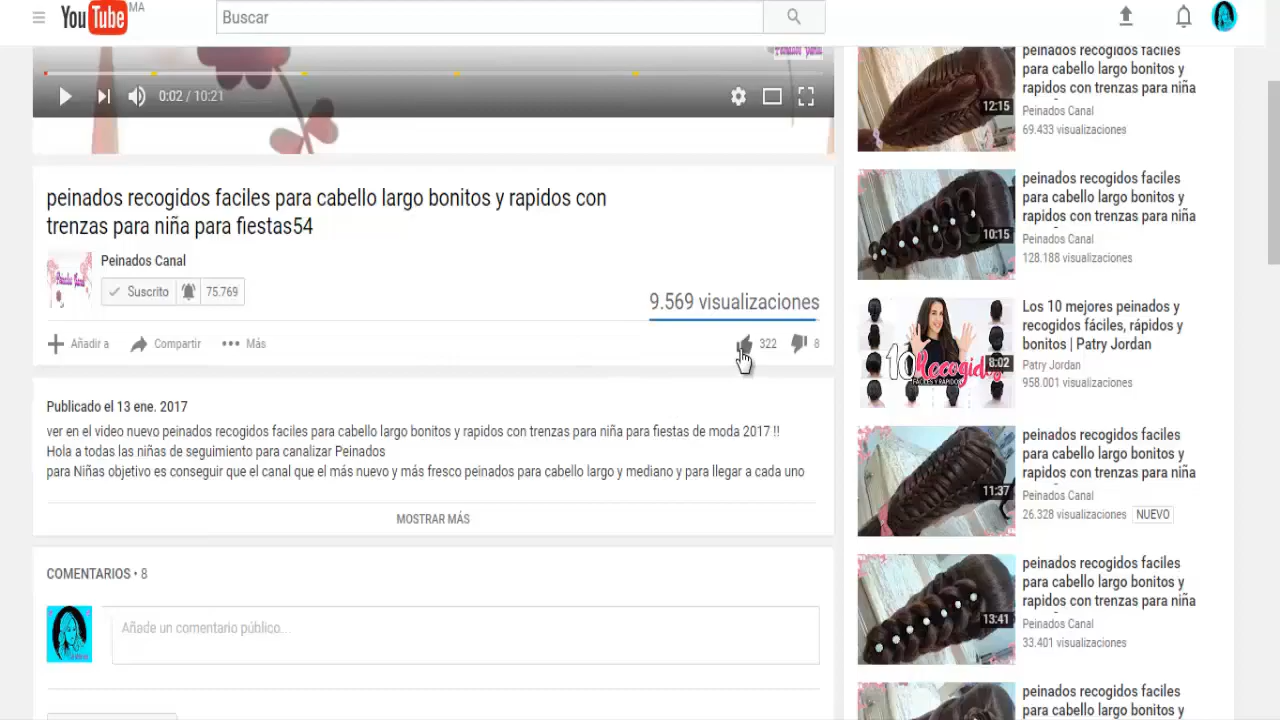 YouTube MA
Buscar
Peinados Canal
0:02 / 10:21
peinados recogidos faciles para cabello largo bonitos y rapidos con
trenzas para niña para fiestas54
Peinados Canal
Peinados Canal
Suscrito
75.769
9.569 visualizaciones
Añadir a
Compartir
Más
322
8
Publicado el 13 ene. 2017
ver en el video nuevo peinados recogidos faciles para cabello largo bonitos y rapidos con trenzas para niña para fiestas de moda 2017 !!
Hola a todas las niñas de seguimiento para canalizar Peinados
para Niñas objetivo es conseguir que el canal que el más nuevo y más fresco peinados para cabello largo y mediano y para llegar a cada uno
MOSTRAR MÁS
COMENTARIOS • 8
Añade un comentario público...
peinados recogidos faciles
para cabello largo bonitos y
rapidos con trenzas para niña
Peinados Canal
69.433 visualizaciones
12:15
peinados recogidos faciles
para cabello largo bonitos y
rapidos con trenzas para niña
Peinados Canal
128.188 visualizaciones
10:15
Los 10 mejores peinados y
recogidos fáciles, rápidos y
bonitos | Patry Jordan
Patry Jordan
958.001 visualizaciones
10 Recogidos
FÁCILES Y RÁPIDOS
8:02
peinados recogidos faciles
para cabello largo bonitos y
rapidos con trenzas para niña
Peinados Canal
26.328 visualizaciones NUEVO
11:37
peinados recogidos faciles
para cabello largo bonitos y
rapidos con trenzas para niña
Peinados Canal
33.401 visualizaciones
13:41
peinados recogidos faciles
para cabello largo bonitos y